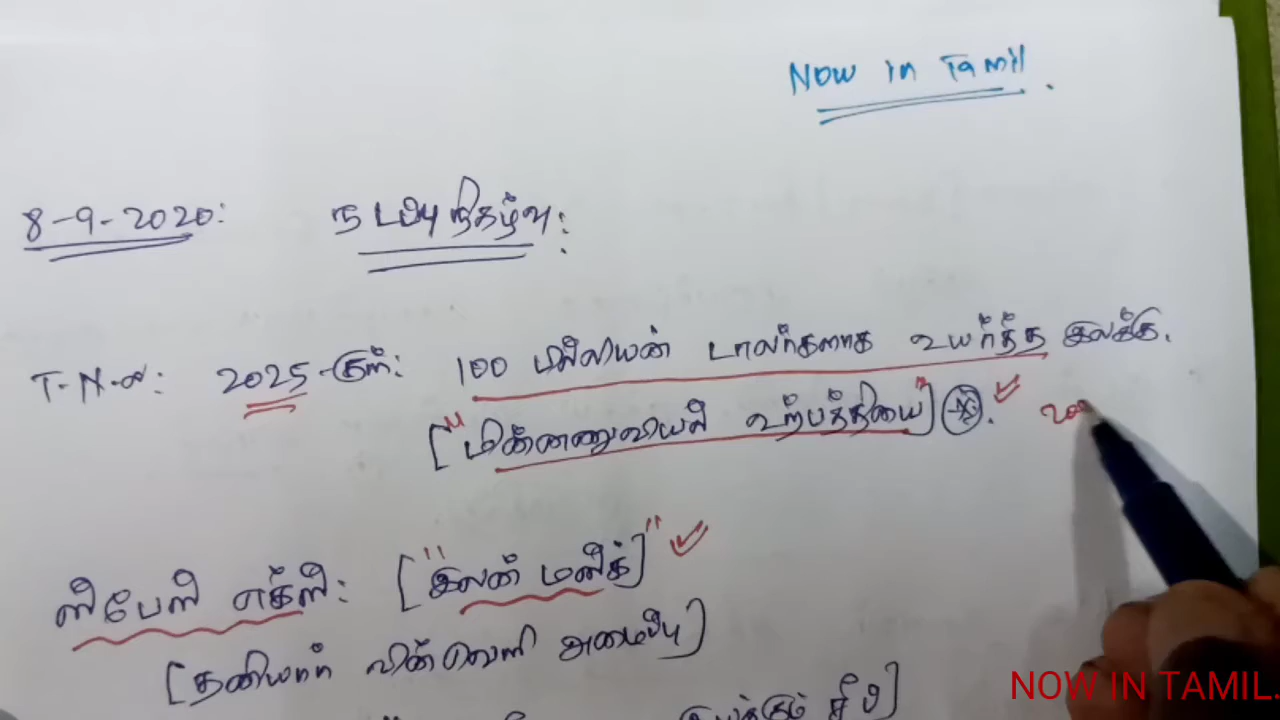 Now in Tamil.
8-9-2020: நடப்பு நிகழ்வு:
T-N-ல்: 2025-குள்: 100 மில்லியன் டாலர்களாக உயர்த்த இலக்கு.
["மின்னணுவியல் உற்பத்தியை"]
ஸ்பேஸ் எக்ஸ்: ["இலன் மஸ்க்"]
[தனியார் விண்வெளி அமைப்பு]
NOW IN TAMIL.